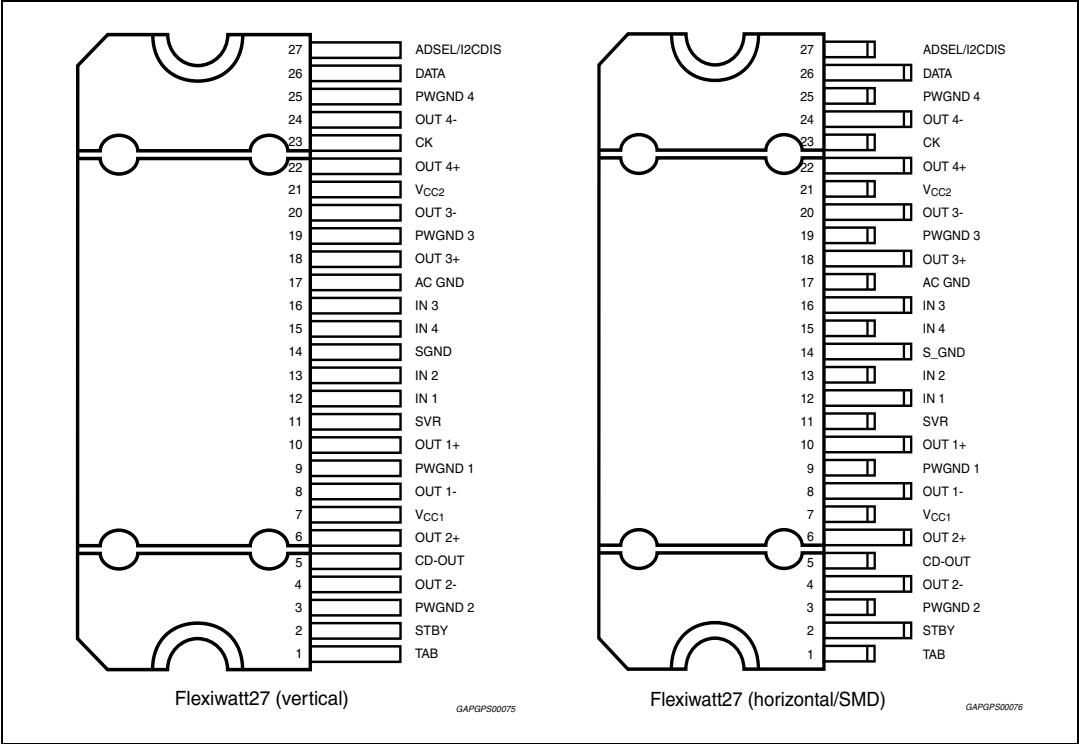 27 ADSEL/I2CDIS
26 DATA
25 PWGND 4
24 OUT 4-
23 CK
22 OUT 4+
21 VCC2
20 OUT 3-
19 PWGND 3
18 OUT 3+
17 AC GND
16 IN 3
15 IN 4
14 SGND
13 IN 2
12 IN 1
11 SVR
10 OUT 1+
9 PWGND 1
8 OUT 1-
7 VCC1
6 OUT 2+
5 CD-OUT
4 OUT 2-
3 PWGND 2
2 STBY
1 TAB
Flexiwatt27 (vertical)
GAPGPS00075
27 ADSEL/I2CDIS
26 DATA
25 PWGND 4
24 OUT 4-
23 CK
22 OUT 4+
21 VCC2
20 OUT 3-
19 PWGND 3
18 OUT 3+
17 AC GND
16 IN 3
15 IN 4
14 S_GND
13 IN 2
12 IN 1
11 SVR
10 OUT 1+
9 PWGND 1
8 OUT 1-
7 VCC1
6 OUT 2+
5 CD-OUT
4 OUT 2-
3 PWGND 2
2 STBY
1 TAB
Flexiwatt27 (horizontal/SMD)
GAPGPS00076